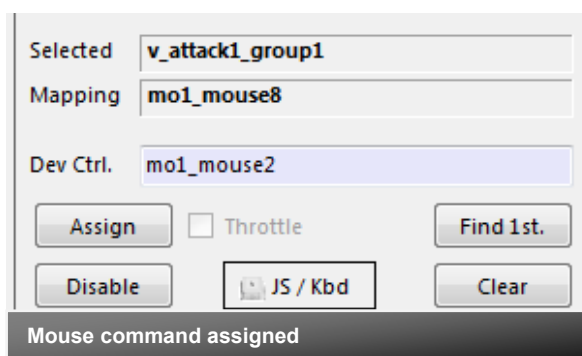 Selected v_attack1_group1
Mapping mo1_mouse8
Dev Ctrl. mo1_mouse2
Assign Throttle Find 1st.
Disable JS / Kbd Clear
Mouse command assigned